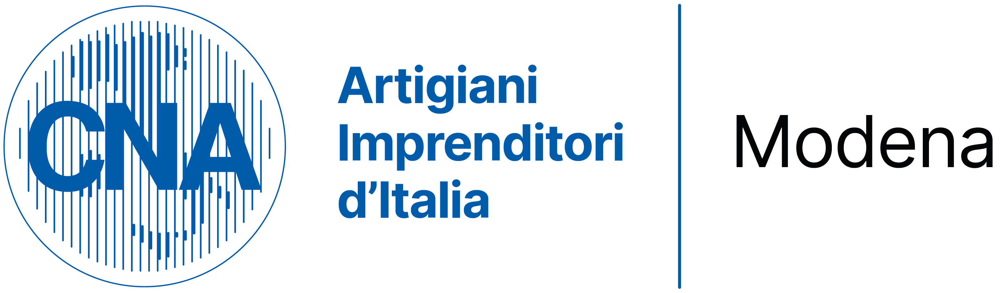 CNA
Artigiani
Imprenditori
d’Italia
Modena